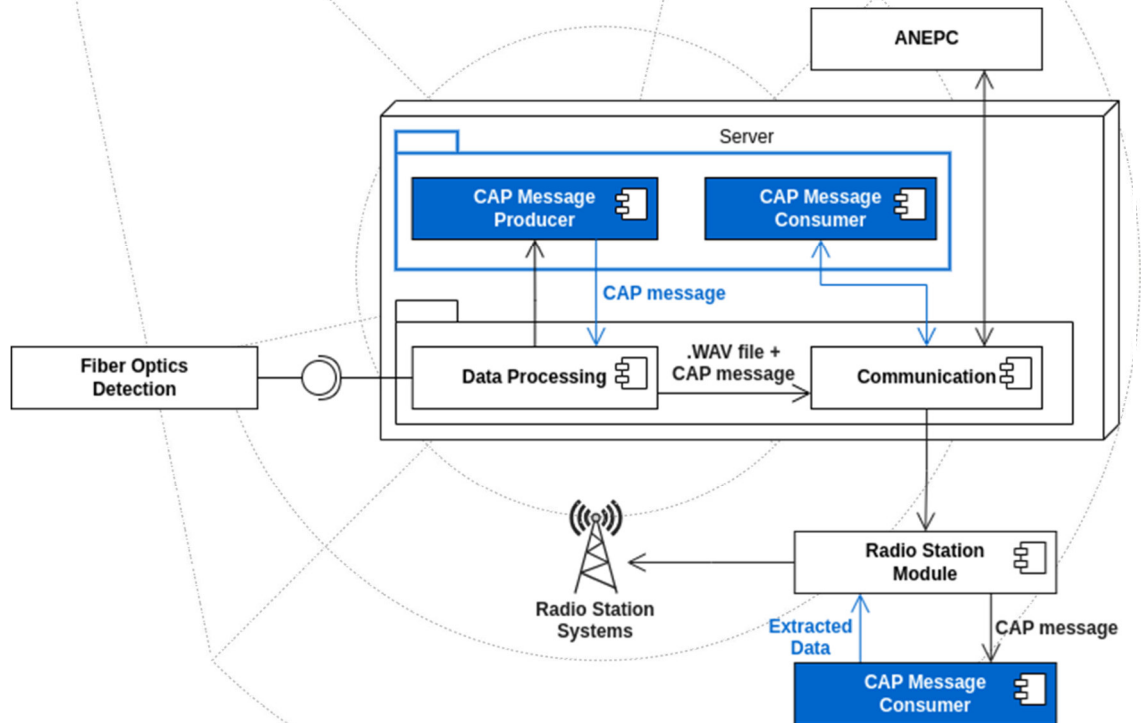 ANEPC
Server
CAP Message
Producer
CAP Message
Consumer
CAP message
Fiber Optics
Detection
Data Processing
.WAV file +
CAP message
Communication
Radio Station
Module
Radio Station
Systems
Extracted
Data
CAP message
CAP Message
Consumer